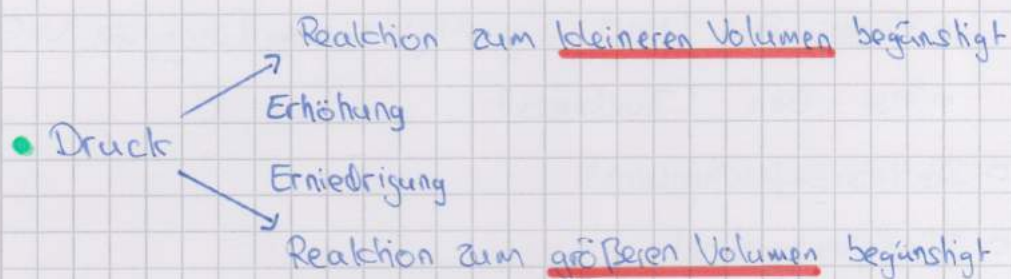 Reaktion zum kleineren Volumen begünstigt
Erhöhung
• Druck
Erniedrigung
Reaktion zum größeren Volumen begünstigt